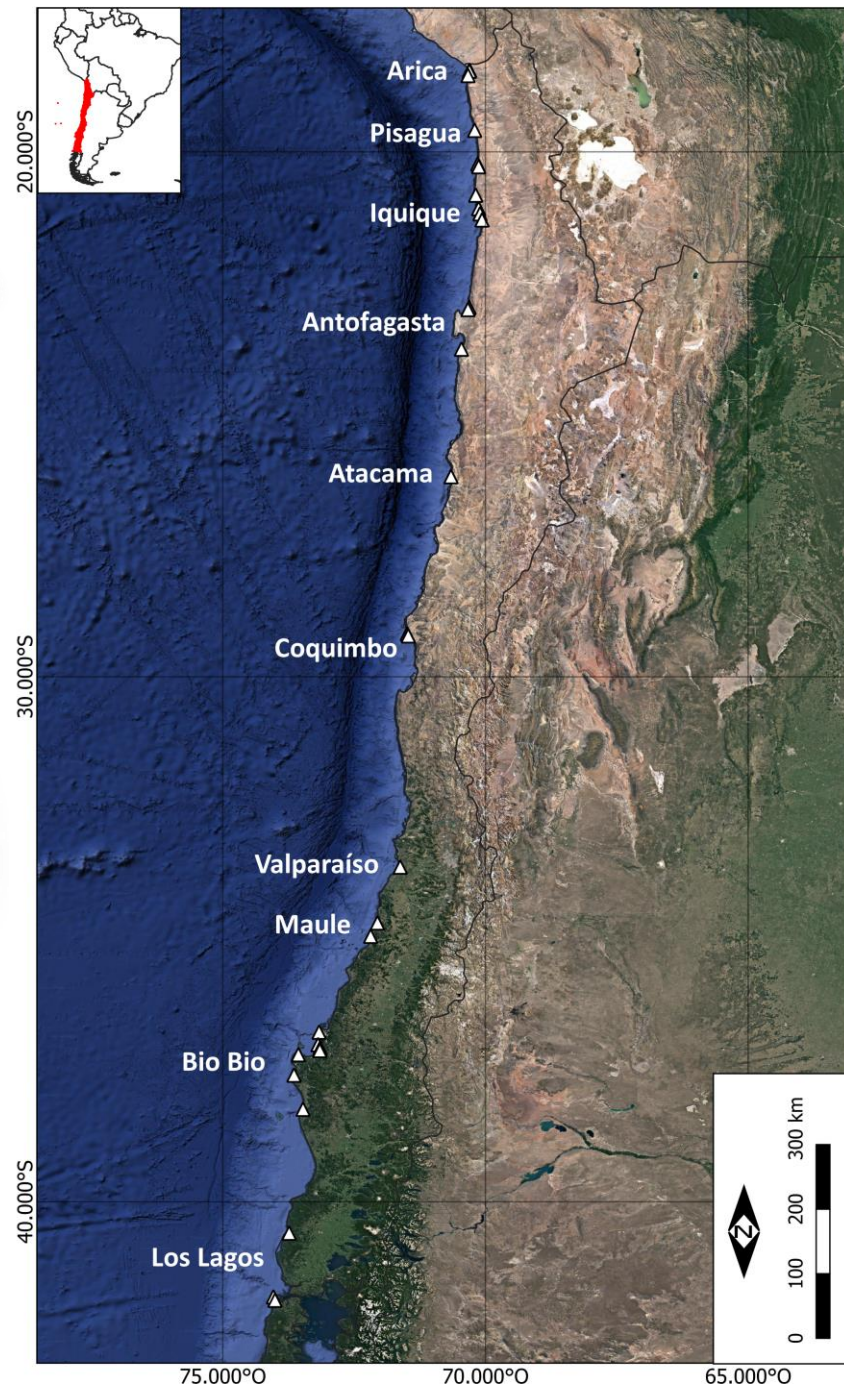 Arica
20.000°S
Pisagua
Iquique
Antofagasta
Atacama
Coquimbo
30.000°S
Valparaíso
Maule
Bio Bio
40.000°S
Los Lagos
N
0 100 200 300 km
75.000°O 70.000°O 65.000°O